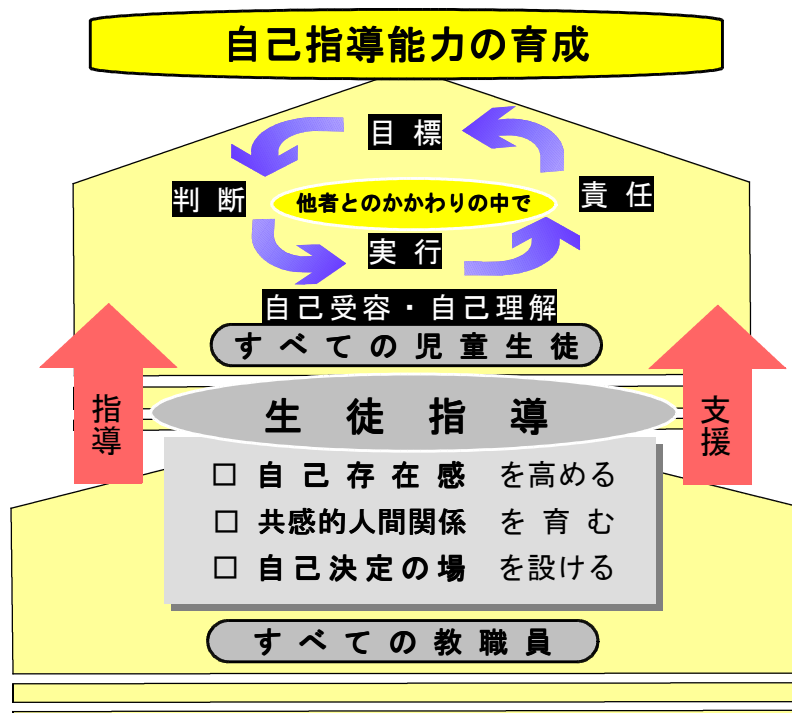 自己指導能力の育成
目標
判断
責任
他者とのかかわりの中で
実行
自己受容・自己理解
すべての児童生徒
指導
支援
生徒指導
□ 自己存在感 を高める
□ 共感的人間関係 を育む
□ 自己決定の場 を設ける
すべての教職員